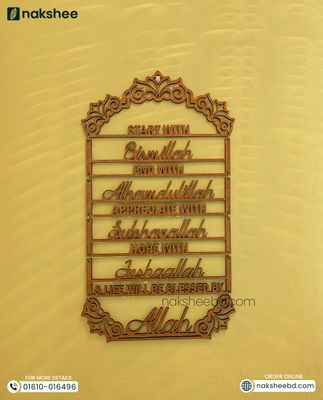 nakshee
START WITH
Bismillah
END WITH
Alhamdulillah
APPRECIATE WITH
Subhanallah
HOPE WITH
Inshaallah
& LIFE WILL BE BLESSED BY
naksheebd.com
Allah
FOR MORE DETAILS
01610-016496
ORDER ONLINE
naksheebd.com